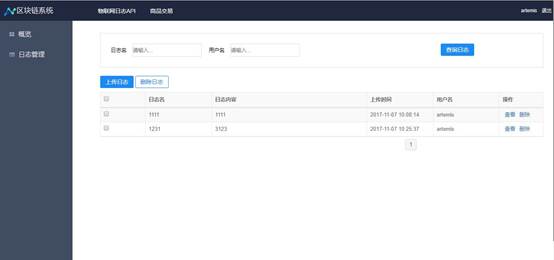 区块链系统 物联网日志API 商品交易 artemis 退出
概览
日志管理
日志名 请输入... 用户名 请输入... 查询日志
上传日志 删除日志
日志名 日志内容 上传时间 用户名 操作
1111 1111 2017-11-07 10:08:14 artemis 查看 删除
1231 3123 2017-11-07 10:25:37 artemis 查看 删除
1